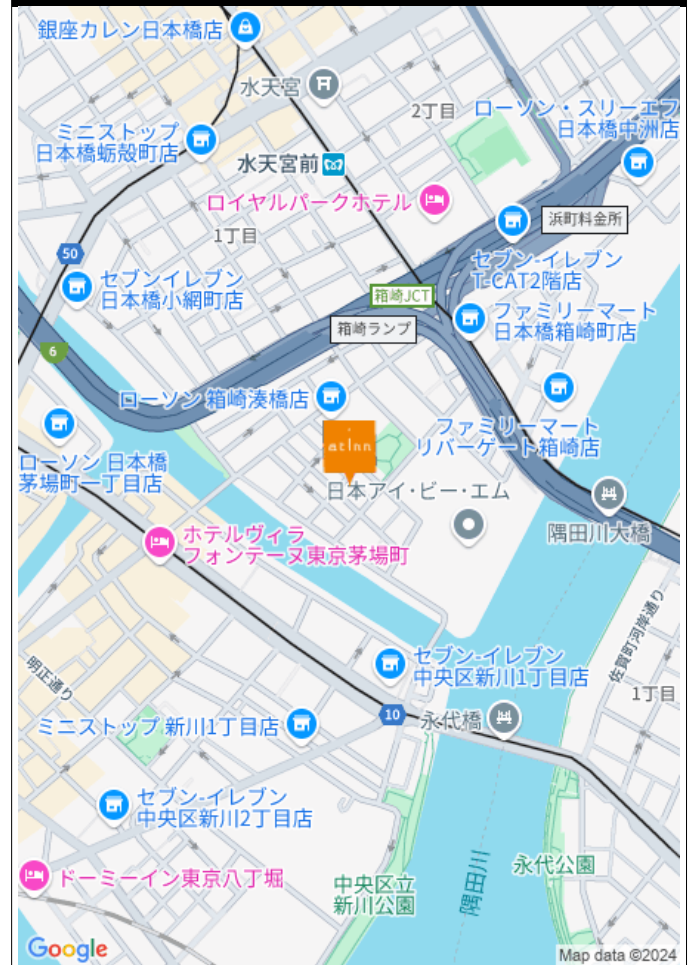 銀座カレン日本橋店
水天宮
2丁目
ローソン・スリーエフ
日本橋中洲店
ミニストップ
日本橋蛎殻町店
水天宮前
ロイヤルパークホテル
浜町料金所
1丁目
50
セブン-イレブン
T-CAT2階店
セブンイレブン
日本橋小網町店
箱崎JCT
ファミリーマート
日本橋箱崎町店
箱崎ランプ
6
ローソン 箱崎湊橋店
ファミリーマート
リバーゲート箱崎店
atinn
ローソン 日本橋
茅場町一丁目店
日本アイ・ビー・エム
隅田川大橋
ホテルヴィラ
フォンテーヌ東京茅場町
佐賀町河岸通り
セブン-イレブン
中央区新川1丁目店
明正通り
1丁目
10
永代橋
ミニストップ 新川1丁目店
セブン-イレブン
中央区新川2丁目店
永代公園
ドーミーイン東京八丁堀
中央区立
新川公園
隅田川
Google
Map data ©2024